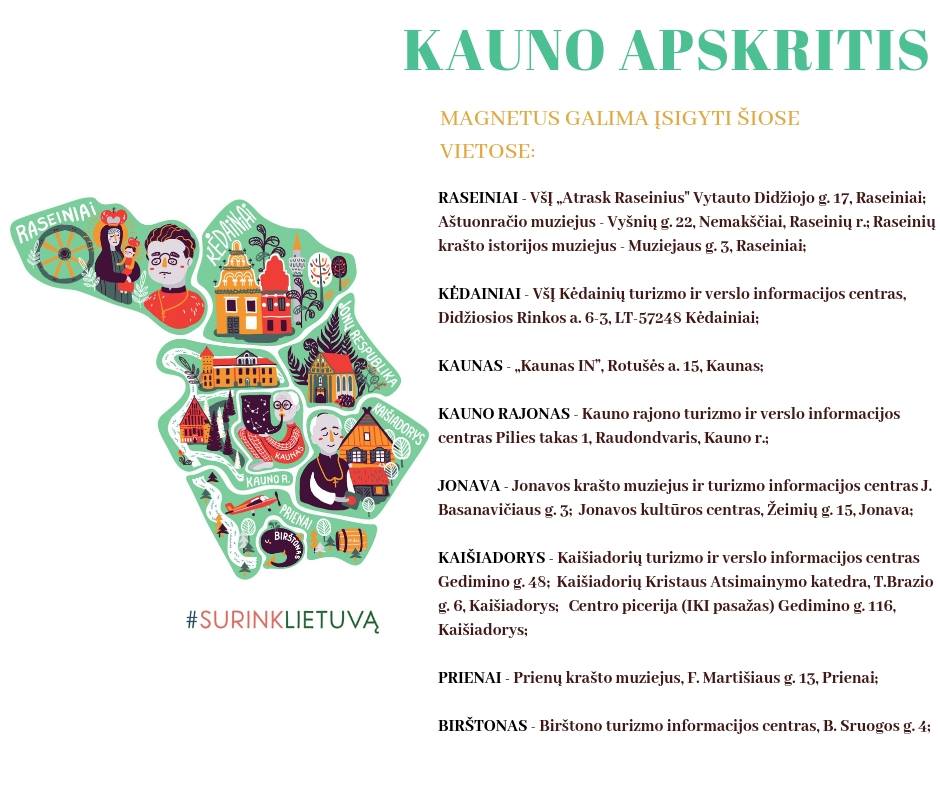 KAUNO APSKRITIS
MAGNETUS GALIMA ĮSIGYTI ŠIOSE
VIETOSE:
RASEINIAI - VšĮ „Atrask Raseinius" Vytauto Didžiojo g. 17, Raseiniai;
Aštuonračio muziejus - Vyšnių g. 22, Nemakščiai, Raseinių r.; Raseinių
krašto istorijos muziejus - Muziejaus g. 3, Raseiniai;
KĖDAINIAI - VšĮ Kėdainių turizmo ir verslo informacijos centras,
Didžiosios Rinkos a. 6-3, LT-57248 Kėdainiai;
KAUNAS - „Kaunas IN”, Rotušės a. 15, Kaunas;
KAUNO RAJONAS - Kauno rajono turizmo ir verslo informacijos
centras Pilies takas 1, Raudondvaris, Kauno r.;
JONAVA - Jonavos krašto muziejus ir turizmo informacijos centras J.
Basanavičiaus g. 3; Jonavos kultūros centras, Žeimių g. 15, Jonava;
KAIŠIADORYS - Kaišiadorių turizmo ir verslo informacijos centras
Gedimino g. 48; Kaišiadorių Kristaus Atsimainymo katedra, T.Brazio
g. 6, Kaišiadorys; Centro picerija (IKI pasažas) Gedimino g. 116,
Kaišiadorys;
PRIENAI - Prienų krašto muziejus, F. Martišiaus g. 13, Prienai;
BIRŠTONAS - Birštono turizmo informacijos centras, B. Sruogos g. 4;
RASEINIAI
KĖDAINIAI
JONŲ RESPUBLIKA
KAIŠIADORYS
KAUNAS
KAUNO R.
PRIENAI
BIRŠTONAS
#SURINKLIETUVĄ